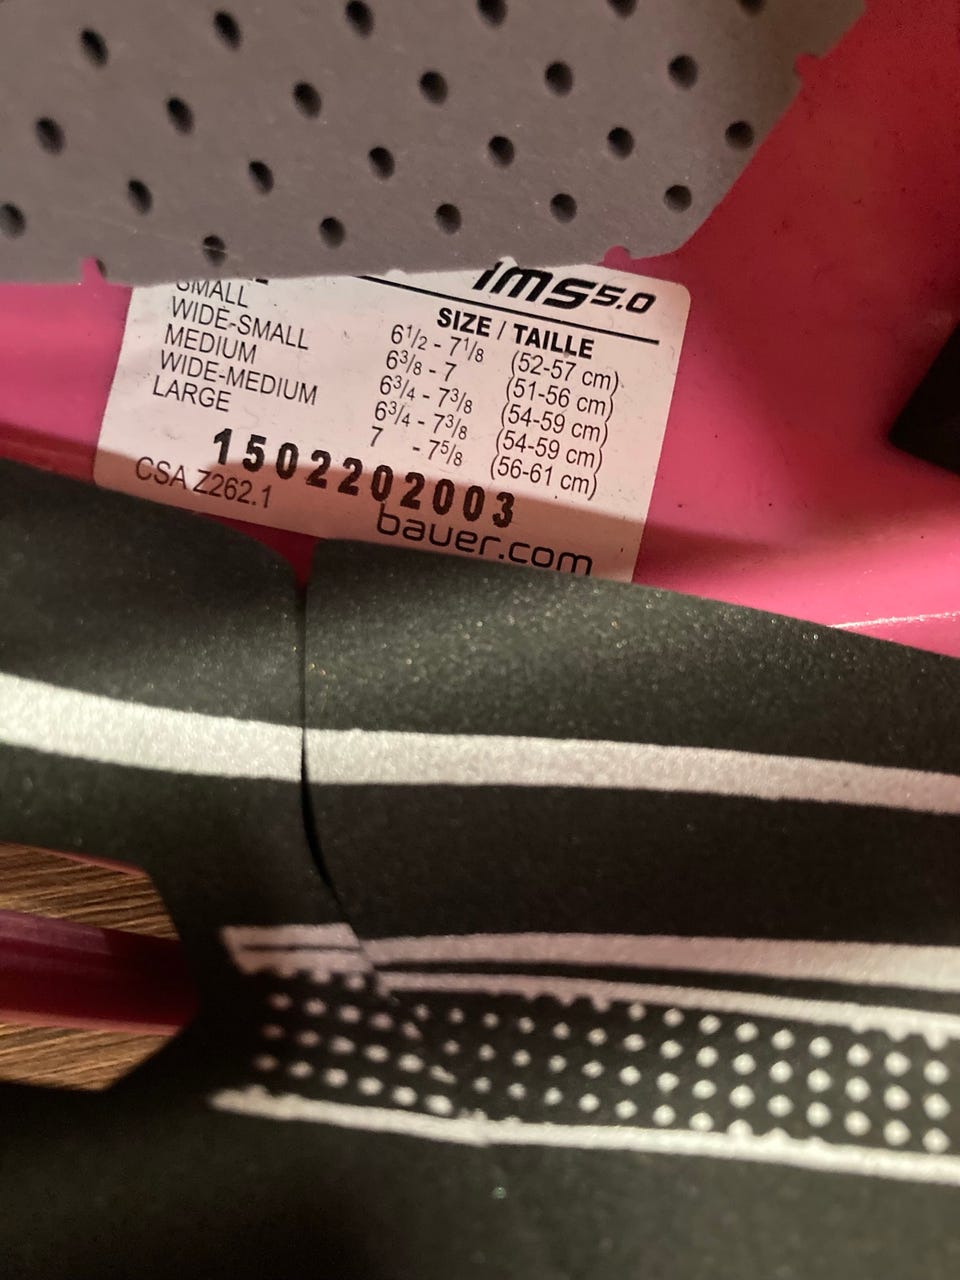 ims 5.0
SIZE / TAILLE
SMALL 6 1/2 - 7 1/8 (52-57 cm)
WIDE-SMALL 6 3/8 - 7 (51-56 cm)
MEDIUM 6 3/4 - 7 3/8 (54-59 cm)
WIDE-MEDIUM 6 3/4 - 7 3/8 (54-59 cm)
LARGE 7 - 7 5/8 (56-61 cm)
1502202003
CSA Z262.1
bauer.com